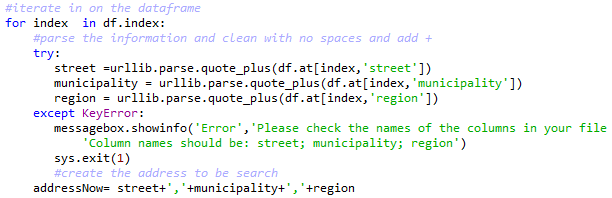 #iterate in on the dataframe
for index  in df.index:
    #parse the information and clean with no spaces and add +
    try:
       street =urllib.parse.quote_plus(df.at[index,'street'])
       municipality = urllib.parse.quote_plus(df.at[index,'municipality'])
       region = urllib.parse.quote_plus(df.at[index,'region'])
    except KeyError:
       messagebox.showinfo('Error','Please check the names of the columns in your file
           'Column names should be: street; municipality; region')
       sys.exit(1)
       #create the address to be search
    addressNow= street+','+municipality+','+region